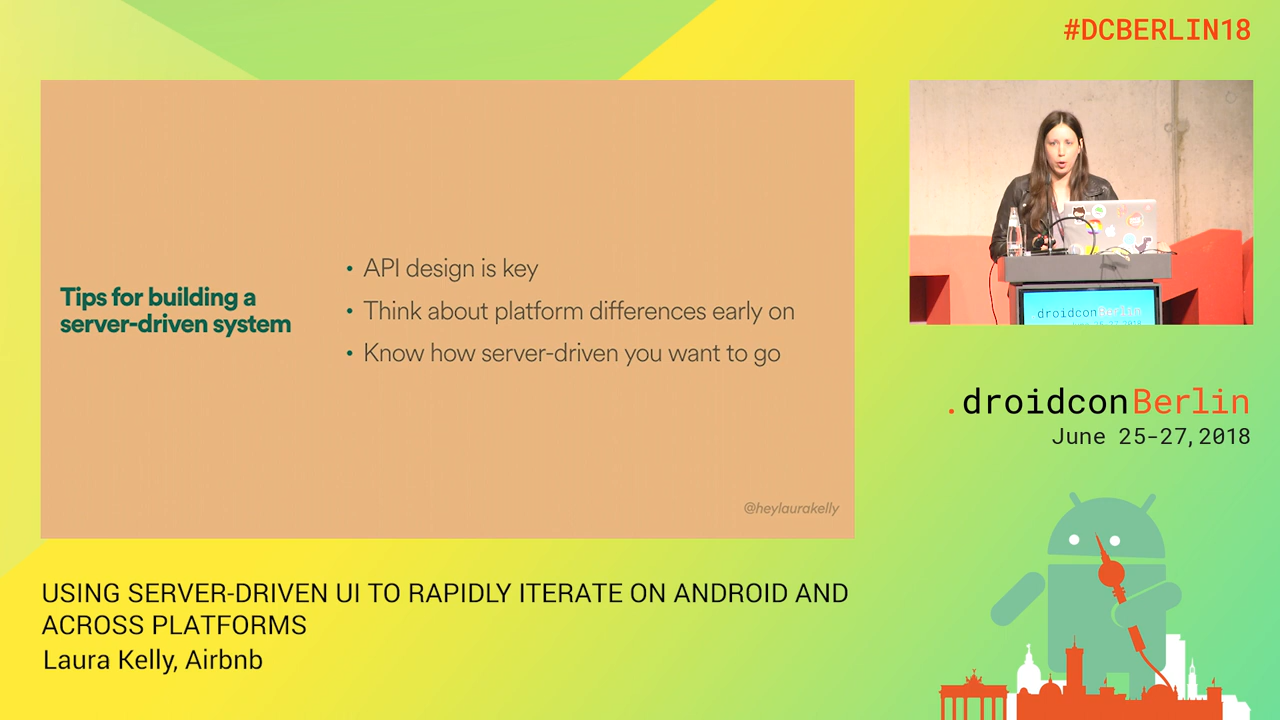 #DCBERLIN18
Tips for building a
server-driven system
• API design is key
• Think about platform differences early on
• Know how server-driven you want to go
@heylaurakelly
droidconBerlin
.droidconBerlin
June 25-27, 2018
USING SERVER-DRIVEN UI TO RAPIDLY ITERATE ON ANDROID AND
ACROSS PLATFORMS
Laura Kelly, Airbnb